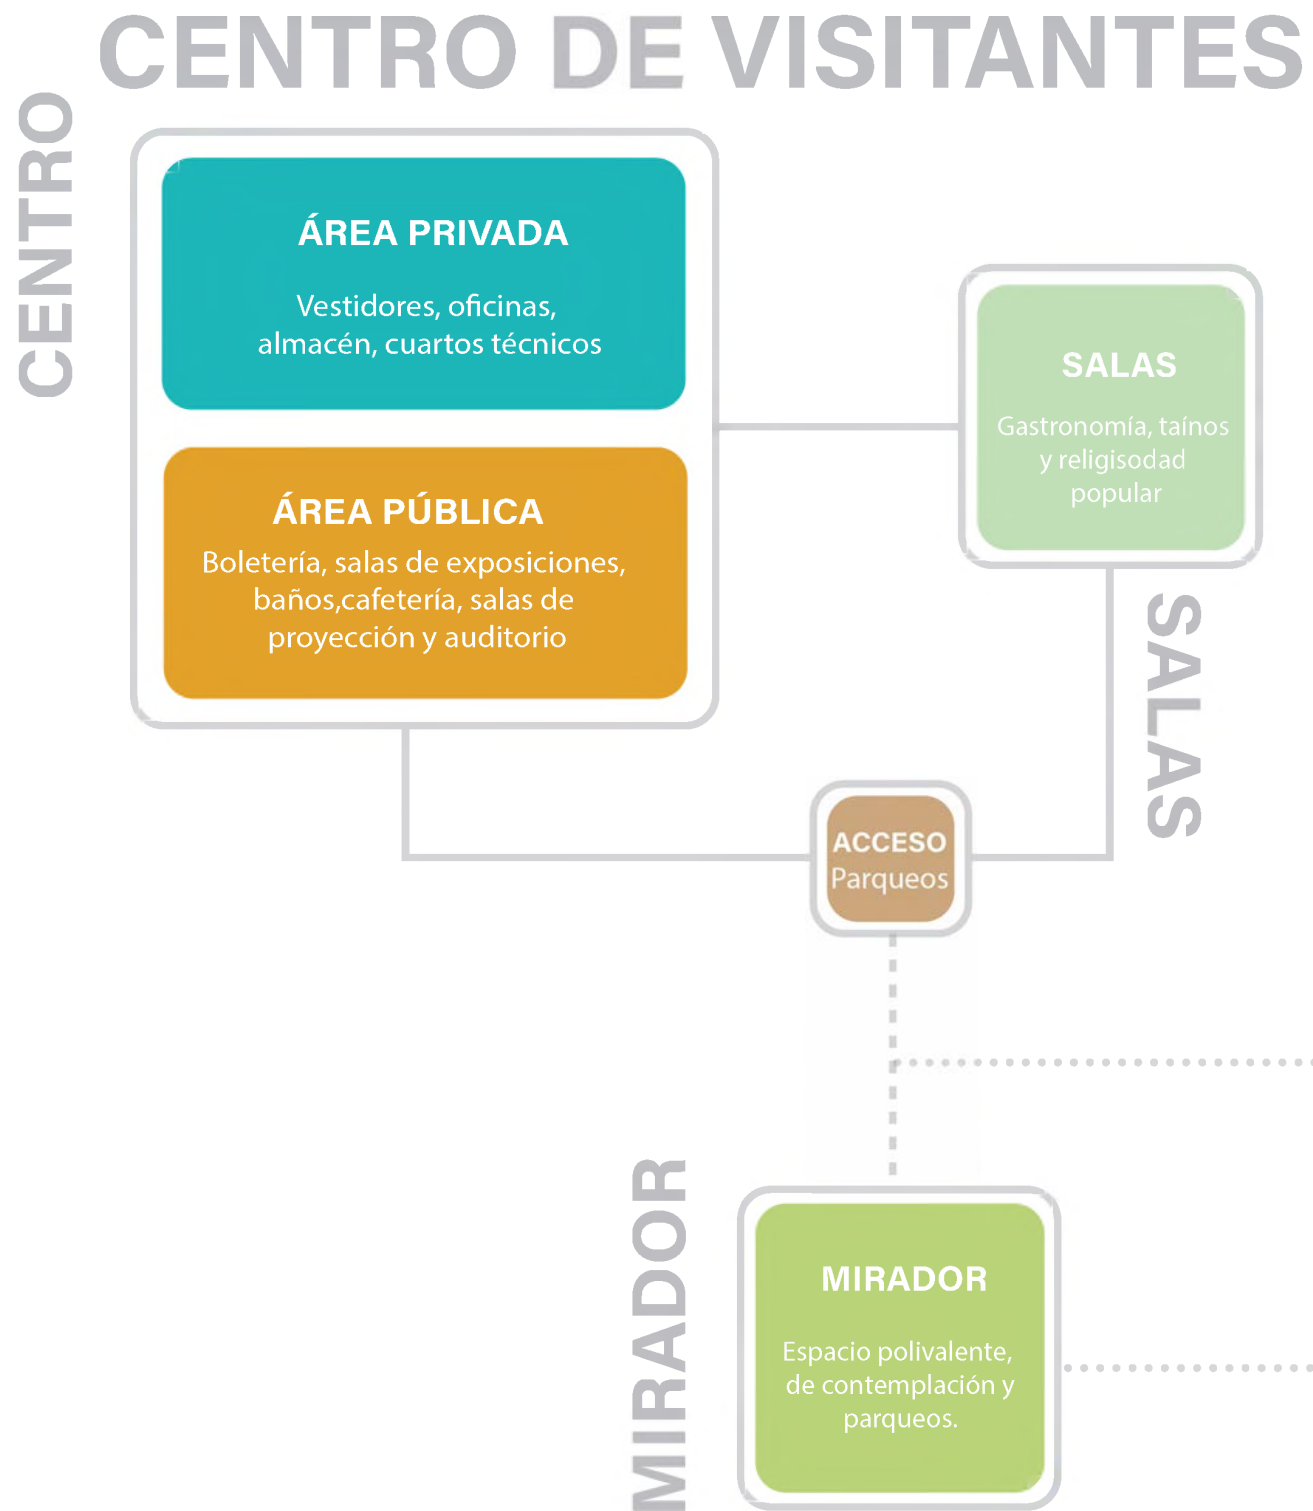 CENTRO DE VISITANTES
CENTRO
ÁREA PRIVADA
Vestidores, oficinas,
almacén, cuartos técnicos
ÁREA PÚBLICA
Boletería, salas de exposiciones,
baños,cafetería, salas de
proyección y auditorio
SALAS
Gastronomía, taínos
y religisodad
popular
SALAS
ACCESO
Parqueos
MIRADOR
MIRADOR
Espacio polivalente,
de contemplación y
parqueos.